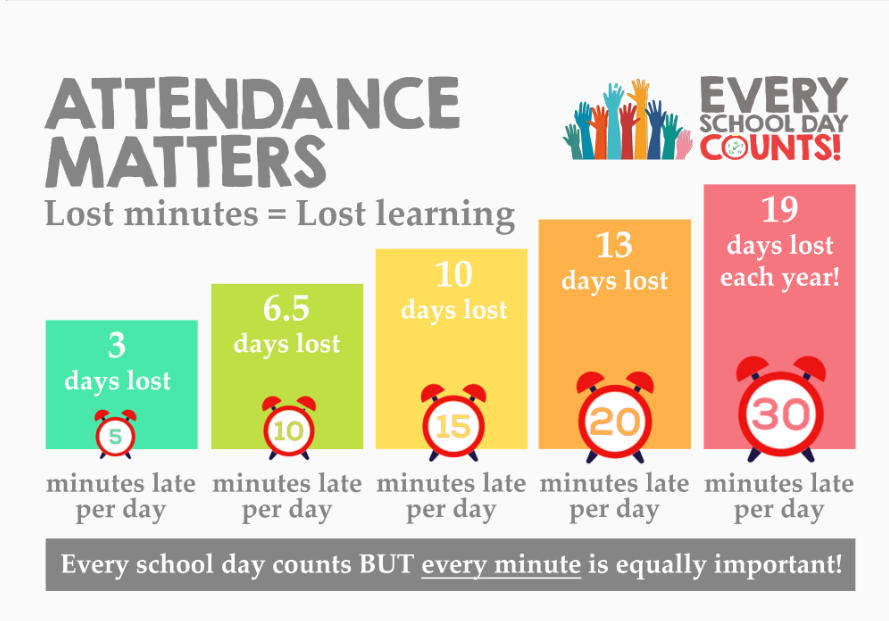 ATTENDANCE
MATTERS
Lost minutes = Lost learning
EVERY
SCHOOL DAY
COUNTS!
3
days lost
5
minutes late
per day
6.5
days lost
10
minutes late
per day
10
days lost
15
minutes late
per day
13
days lost
20
minutes late
per day
19
days lost
each year!
30
minutes late
per day
Every school day counts BUT every minute is equally important!